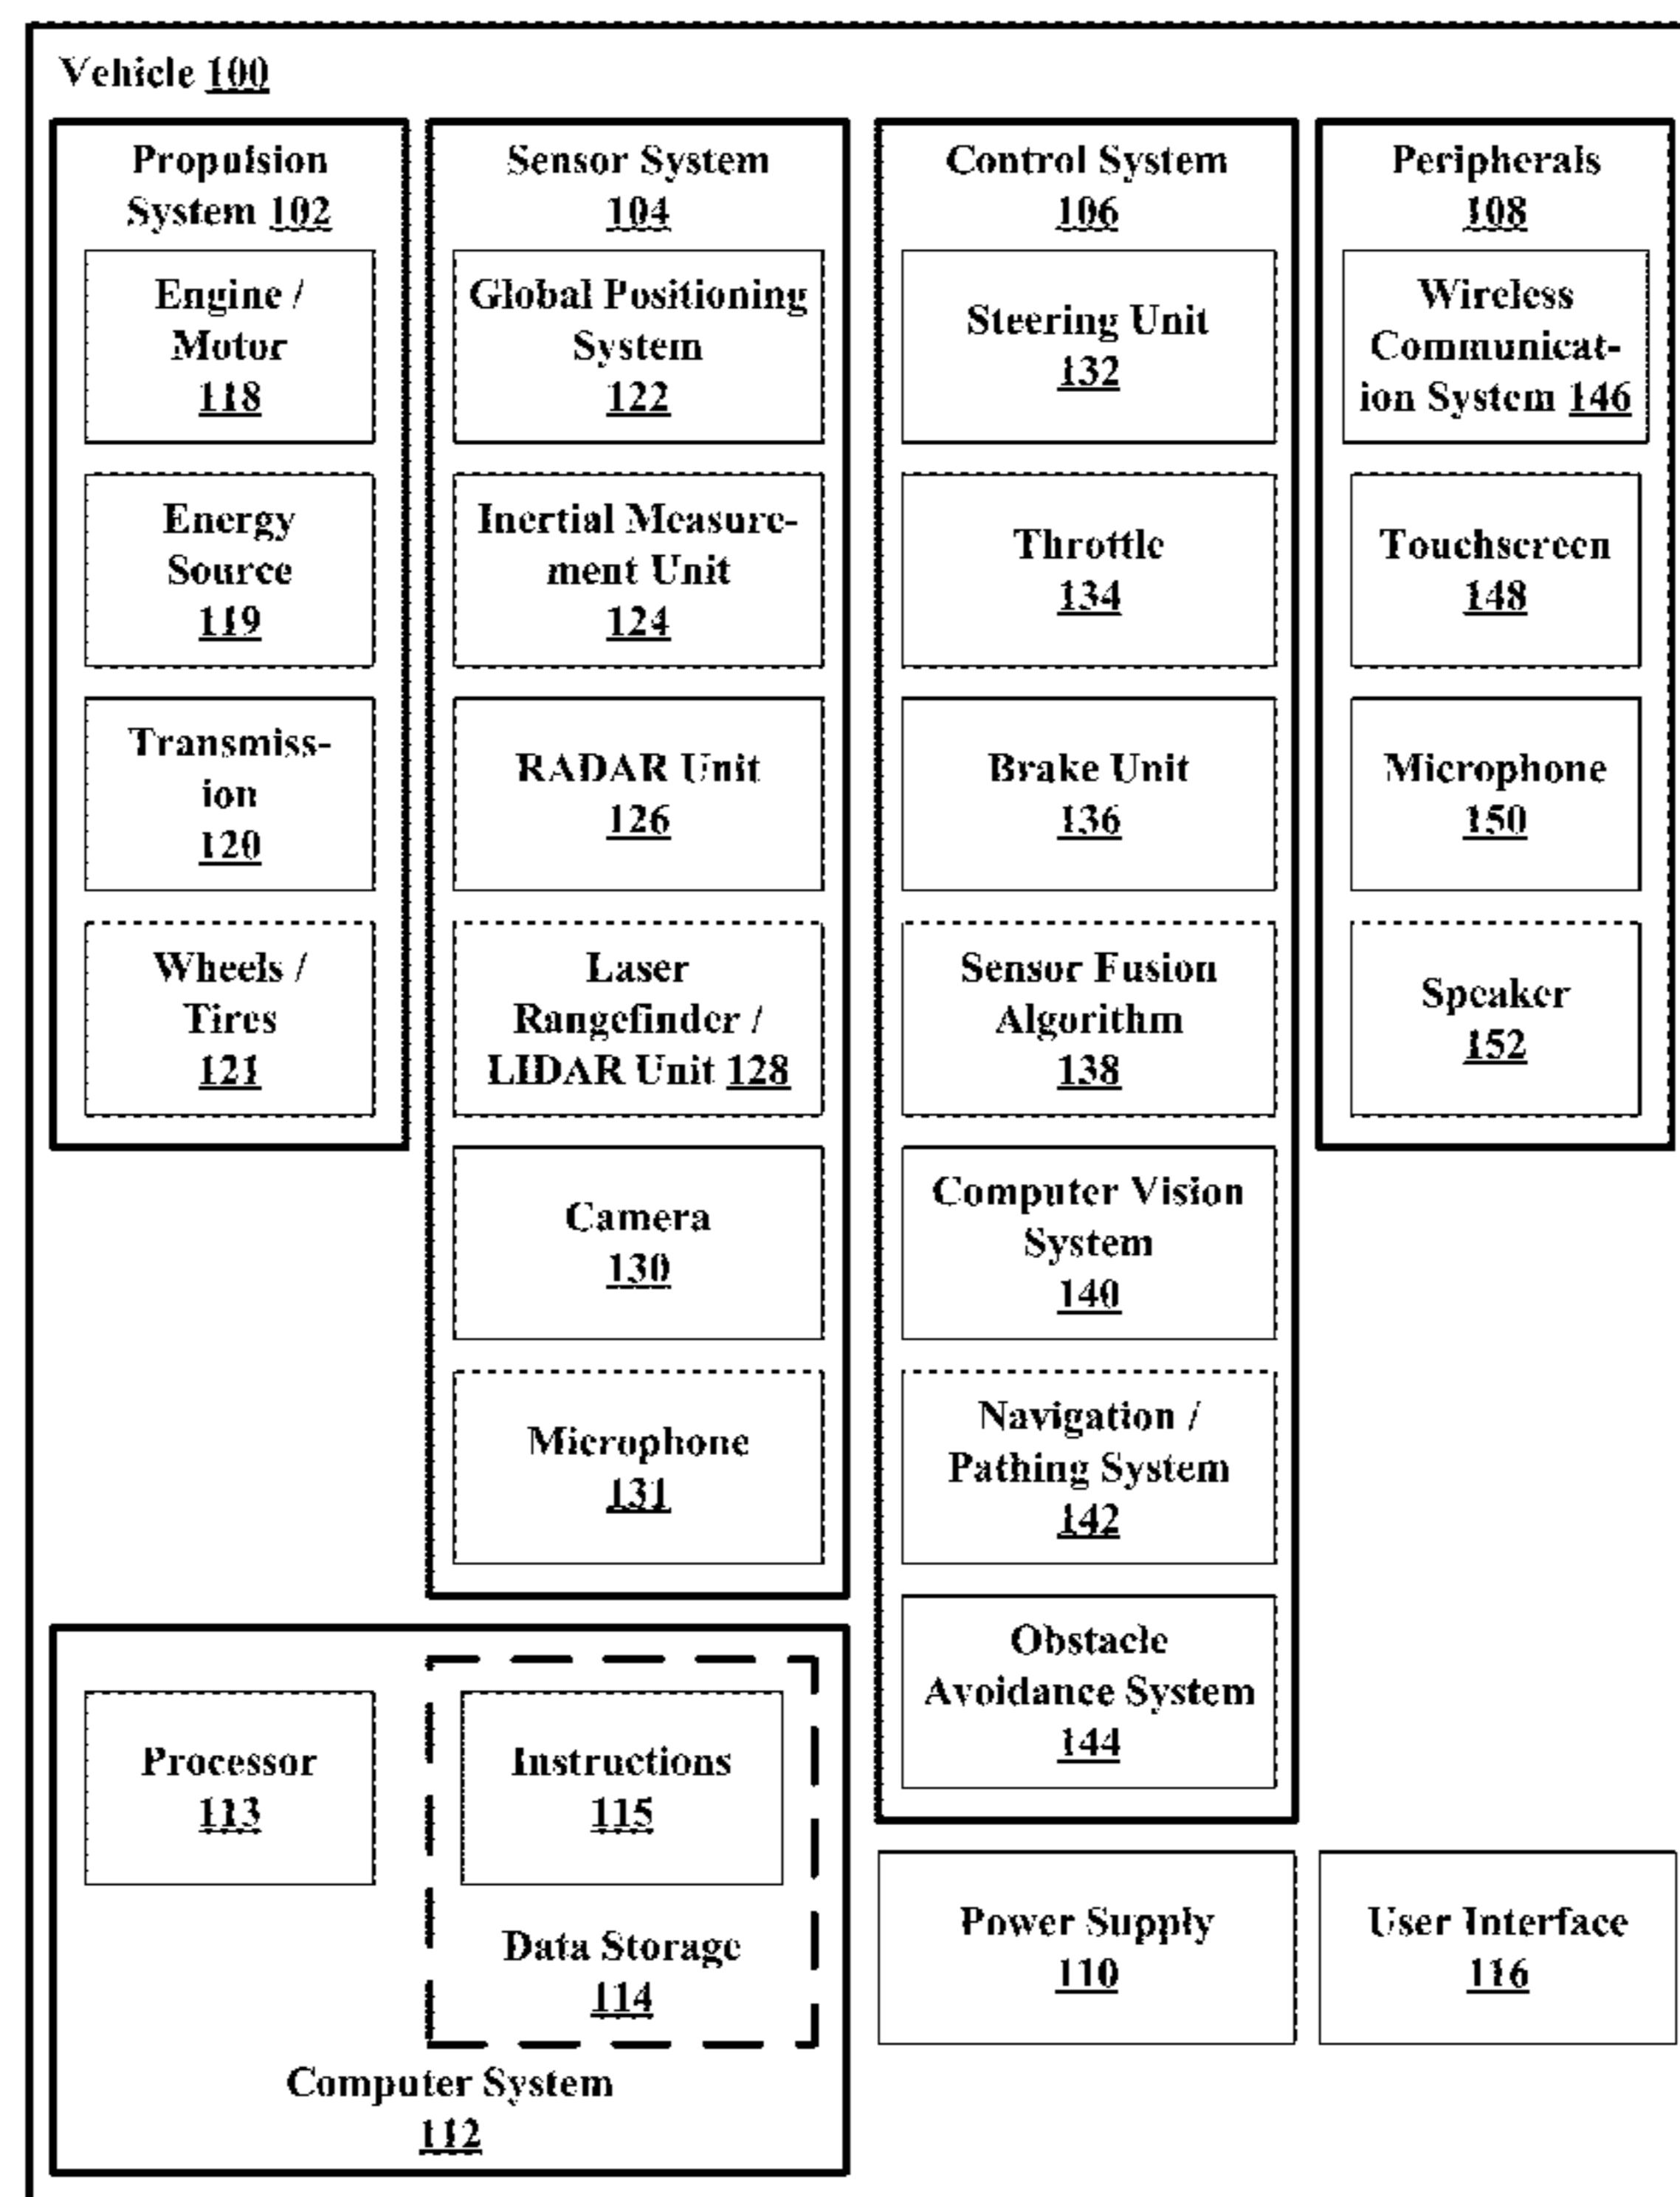 Vehicle 100
Propulsion
System 102
Engine /
Motor
118
Energy
Source
119
Transmiss-
ion
120
Wheels /
Tires
121
Sensor System
104
Global Positioning
System
122
Inertial Measure-
ment Unit
124
RADAR Unit
126
Laser
Rangefinder /
LIDAR Unit 128
Camera
130
Microphone
131
Control System
106
Steering Unit
132
Throttle
134
Brake Unit
136
Sensor Fusion
Algorithm
138
Computer Vision
System
140
Navigation /
Pathing System
142
Obstacle
Avoidance System
144
Peripherals
108
Wireless
Communicat-
ion System 146
Touchscreen
148
Microphone
150
Speaker
152
Processor
113
Instructions
115
Data Storage
114
Computer System
112
Power Supply
110
User Interface
116